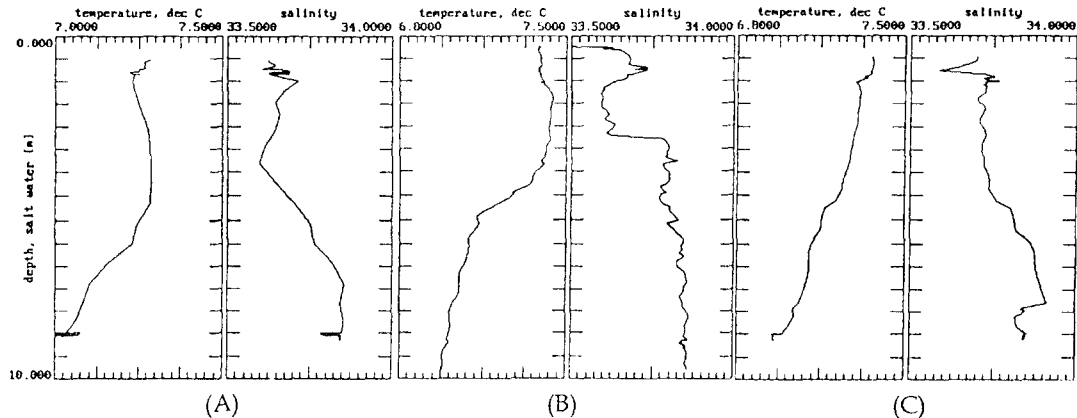 temperature, dec C
7.0000 7.5000
salinity
33.5000 34.0000
temperature, dec C
6.8000 7.5000
salinity
33.5000 34.0000
temperature, dec C
6.8000 7.5000
salinity
33.5000 34.0000
0.000
depth, salt water [m]
10.000
(A)
(B)
(C)